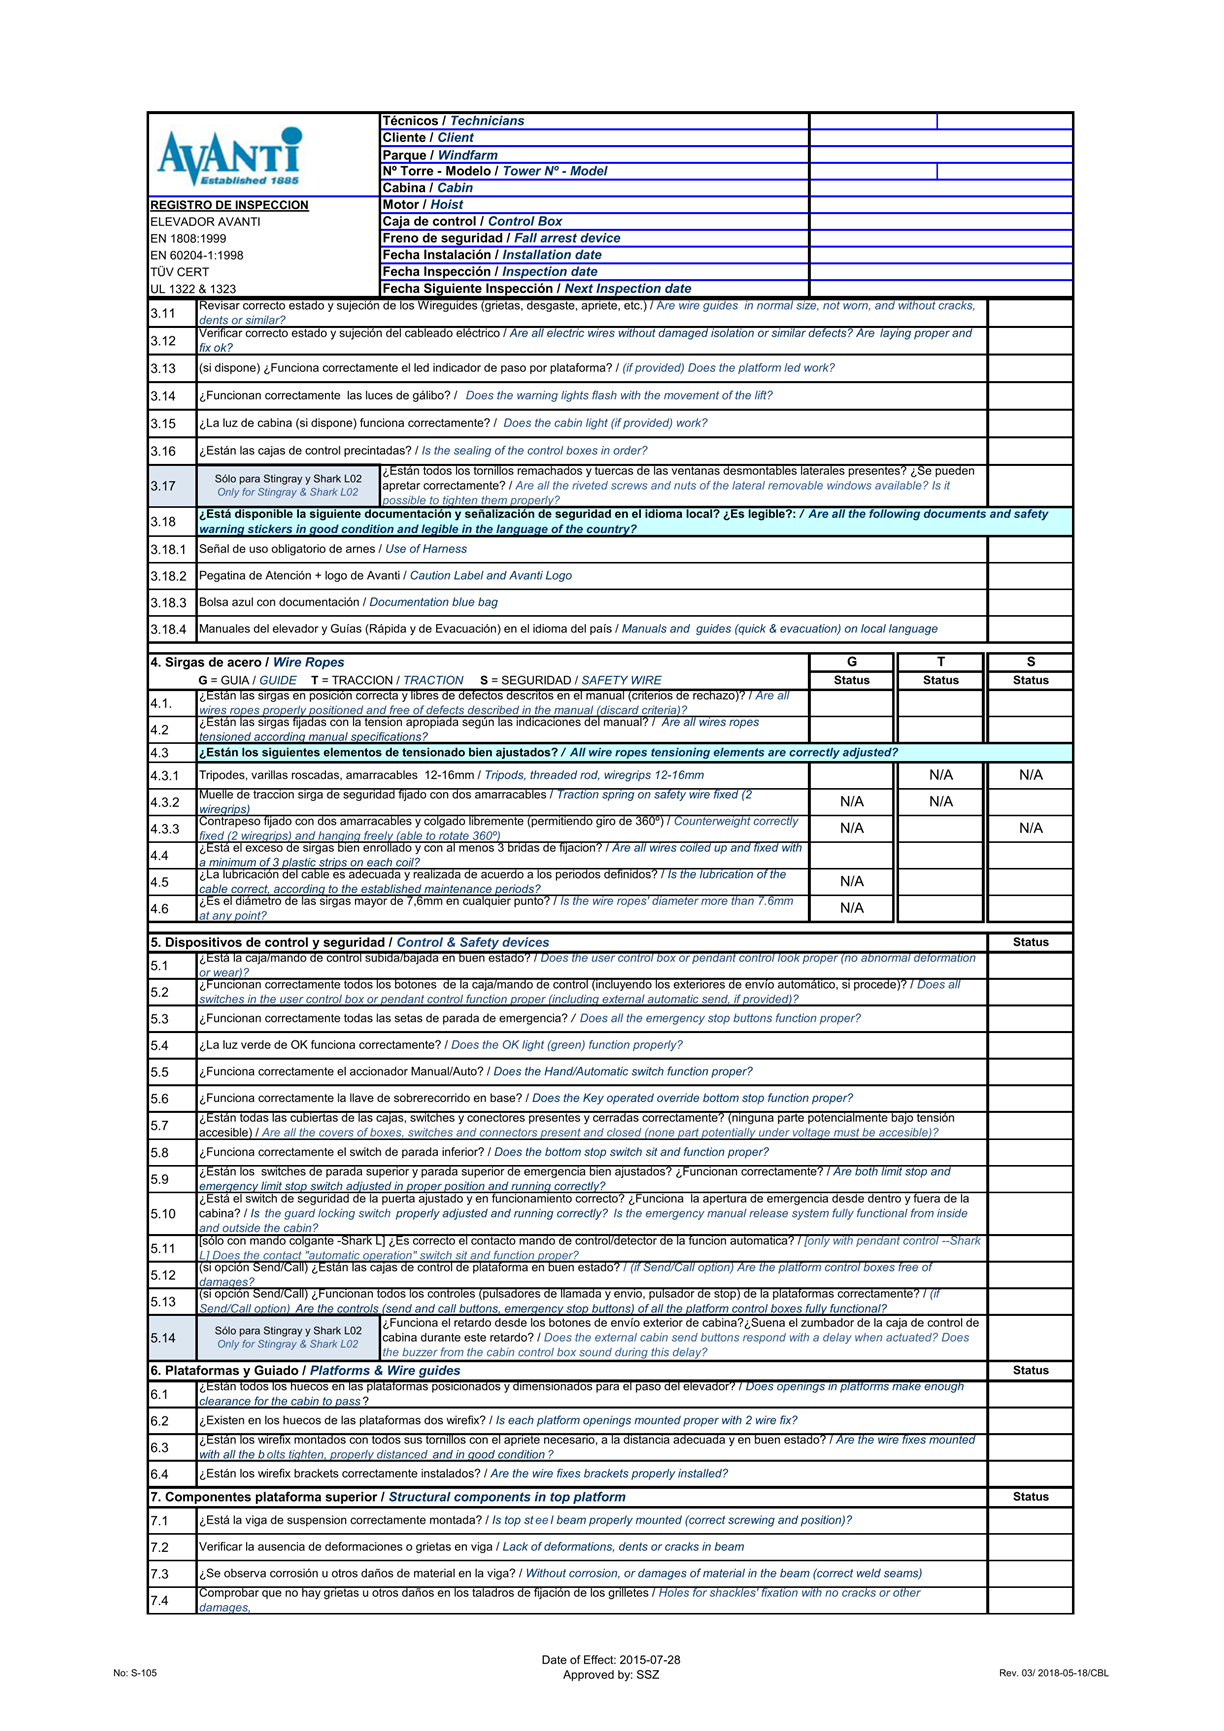 AVANTI
Established 1885
Técnicos / Technicians
Cliente / Client
Parque / Windfarm
Nº Torre - Modelo / Tower Nº - Model
Cabina / Cabin
REGISTRO DE INSPECCION
Motor / Hoist
ELEVADOR AVANTI
Caja de control / Control Box
EN 1808:1999
Freno de seguridad / Fall arrest device
EN 60204-1:1998
Fecha Instalación / Installation date
TÜV CERT
Fecha Inspección / Inspection date
UL 1322 & 1323
Fecha Siguiente Inspección / Next Inspection date
3.11 Revisar correcto estado y sujeción de los Wireguides (grietas, desgaste, apriete, etc.) / Are wire guides in normal size, not worn, and without cracks,
dents or similar?
3.12 Verificar correcto estado y sujeción del cableado eléctrico / Are all electric wires without damaged isolation or similar defects? Are laying proper and
fix ok?
3.13 (si dispone) ¿Funciona correctamente el led indicador de paso por plataforma? / (if provided) Does the platform led work?
3.14 ¿Funcionan correctamente las luces de gálibo? / Does the warning lights flash with the movement of the lift?
3.15 ¿La luz de cabina (si dispone) funciona correctamente? / Does the cabin light (if provided) work?
3.16 ¿Están las cajas de control precintadas? / Is the sealing of the control boxes in order?
3.17 Sólo para Stingray y Shark L02
Only for Stingray & Shark L02
¿Están todos los tornillos remachados y tuercas de las ventanas desmontables laterales presentes? ¿Se pueden
apretar correctamente? / Are all the riveted screws and nuts of the lateral removable windows available? Is it
possible to tighten them properly?
3.18 ¿Está disponible la siguiente documentación y señalización de seguridad en el idioma local? ¿Es legible?: / Are all the following documents and safety
warning stickers in good condition and legible in the language of the country?
3.18.1 Señal de uso obligatorio de arnes / Use of Harness
3.18.2 Pegatina de Atención + logo de Avanti / Caution Label and Avanti Logo
3.18.3 Bolsa azul con documentación / Documentation blue bag
3.18.4 Manuales del elevador y Guías (Rápida y de Evacuación) en el idioma del país / Manuals and guides (quick & evacuation) on local language
4. Sirgas de acero / Wire Ropes G T S
G = GUIA / GUIDE T = TRACCION / TRACTION S = SEGURIDAD / SAFETY WIRE Status Status Status
4.1. ¿Están las sirgas en posición correcta y libres de defectos descritos en el manual (criterios de rechazo)? / Are all
wires ropes properly positioned and free of defects described in the manual (discard criteria)?
4.2 ¿Están las sirgas fijadas con la tension apropiada según las indicaciones del manual? / Are all wires ropes
tensioned according manual specifications?
4.3 ¿Están los siguientes elementos de tensionado bien ajustados? / All wire ropes tensioning elements are correctly adjusted?
4.3.1 Tripodes, varillas roscadas, amarracables 12-16mm / Tripods, threaded rod, wiregrips 12-16mm N/A N/A
4.3.2 Muelle de traccion sirga de seguridad fijado con dos amarracables / Traction spring on safety wire fixed (2
wiregrips) N/A N/A
4.3.3 Contrapeso fijado con dos amarracables y colgado libremente (permitiendo giro de 360º) / Counterweight correctly
fixed (2 wiregrips) and hanging freely (able to rotate 360º) N/A N/A
4.4 ¿Está el exceso de sirgas bien enrollado y con al menos 3 bridas de fijacion? / Are all wires coiled up and fixed with
a minimum of 3 plastic strips on each coil?
4.5 ¿La lubricación del cable es adecuada y realizada de acuerdo a los periodos definidos? / Is the lubrication of the
cable correct, according to the established maintenance periods? N/A
4.6 ¿Es el diámetro de las sirgas mayor de 7,6mm en cualquier punto? / Is the wire ropes' diameter more than 7.6mm
at any point? N/A
5. Dispositivos de control y seguridad / Control & Safety devices Status
5.1 ¿Está la caja/mando de control subida/bajada en buen estado? / Does the user control box or pendant control look proper (no abnormal deformation
or wear)?
5.2 ¿Funcionan correctamente todos los botones de la caja/mando de control (incluyendo los exteriores de envío automático, si procede)? / Does all
switches in the user control box or pendant control function proper (including external automatic send, if provided)?
5.3 ¿Funcionan correctamente todas las setas de parada de emergencia? / Does all the emergency stop buttons function proper?
5.4 ¿La luz verde de OK funciona correctamente? / Does the OK light (green) function properly?
5.5 ¿Funciona correctamente el accionador Manual/Auto? / Does the Hand/Automatic switch function proper?
5.6 ¿Funciona correctamente la llave de sobrerecorrido en base? / Does the Key operated override bottom stop function proper?
5.7 ¿Están todas las cubiertas de las cajas, switches y conectores presentes y cerradas correctamente? (ninguna parte potencialmente bajo tensión
accesible) / Are all the covers of boxes, switches and connectors present and closed (none part potentially under voltage must be accesible)?
5.8 ¿Funciona correctamente el switch de parada inferior? / Does the bottom stop switch sit and function proper?
5.9 ¿Están los switches de parada superior y parada superior de emergencia bien ajustados? ¿Funcionan correctamente? / Are both limit stop and
emergency limit stop switch adjusted in proper position and running correctly?
5.10 ¿Está el switch de seguridad de la puerta ajustado y en funcionamiento correcto? ¿Funciona la apertura de emergencia desde dentro y fuera de la
cabina? / Is the guard locking switch properly adjusted and running correctly? Is the emergency manual release system fully functional from inside
and outside the cabin?
5.11 [sólo con mando colgante -Shark L] ¿Es correcto el contacto mando de control/detector de la funcion automatica? / [only with pendant control --Shark
L] Does the contact "automatic operation" switch sit and function proper?
5.12 (si opción Send/Call) ¿Están las cajas de control de plataforma en buen estado? / (if Send/Call option) Are the platform control boxes free of
damages?
5.13 (si opción Send/Call) ¿Funcionan todos los controles (pulsadores de llamada y envio, pulsador de stop) de la plataformas correctamente? / (if
Send/Call option) Are the controls (send and call buttons, emergency stop buttons) of all the platform control boxes fully functional?
5.14 Sólo para Stingray y Shark L02
Only for Stingray & Shark L02
¿Funciona el retardo desde los botones de envío exterior de cabina?¿Suena el zumbador de la caja de control de
cabina durante este retardo? / Does the external cabin send buttons respond with a delay when actuated? Does
the buzzer from the cabin control box sound during this delay?
6. Plataformas y Guiado / Platforms & Wire guides Status
6.1 ¿Están todos los huecos en las plataformas posicionados y dimensionados para el paso del elevador? / Does openings in platforms make enough
clearance for the cabin to pass?
6.2 ¿Existen en los huecos de las plataformas dos wirefix? / Is each platform openings mounted proper with 2 wire fix?
6.3 ¿Están los wirefix montados con todos sus tornillos con el apriete necesario, a la distancia adecuada y en buen estado? / Are the wire fixes mounted
with all the bolts tighten, properly distanced and in good condition?
6.4 ¿Están los wirefix brackets correctamente instalados? / Are the wire fixes brackets properly installed?
7. Componentes plataforma superior / Structural components in top platform Status
7.1 ¿Está la viga de suspension correctamente montada? / Is top steel beam properly mounted (correct screwing and position)?
7.2 Verificar la ausencia de deformaciones o grietas en viga / Lack of deformations, dents or cracks in beam
7.3 ¿Se observa corrosión u otros daños de material en la viga? / Without corrosion, or damages of material in the beam (correct weld seams)
7.4 Comprobar que no hay grietas u otros daños en los taladros de fijación de los grilletes / Holes for shackles' fixation with no cracks or other
damages,
Date of Effect: 2015-07-28
No: S-105 Approved by: SSZ Rev. 03/ 2018-05-18/CBL